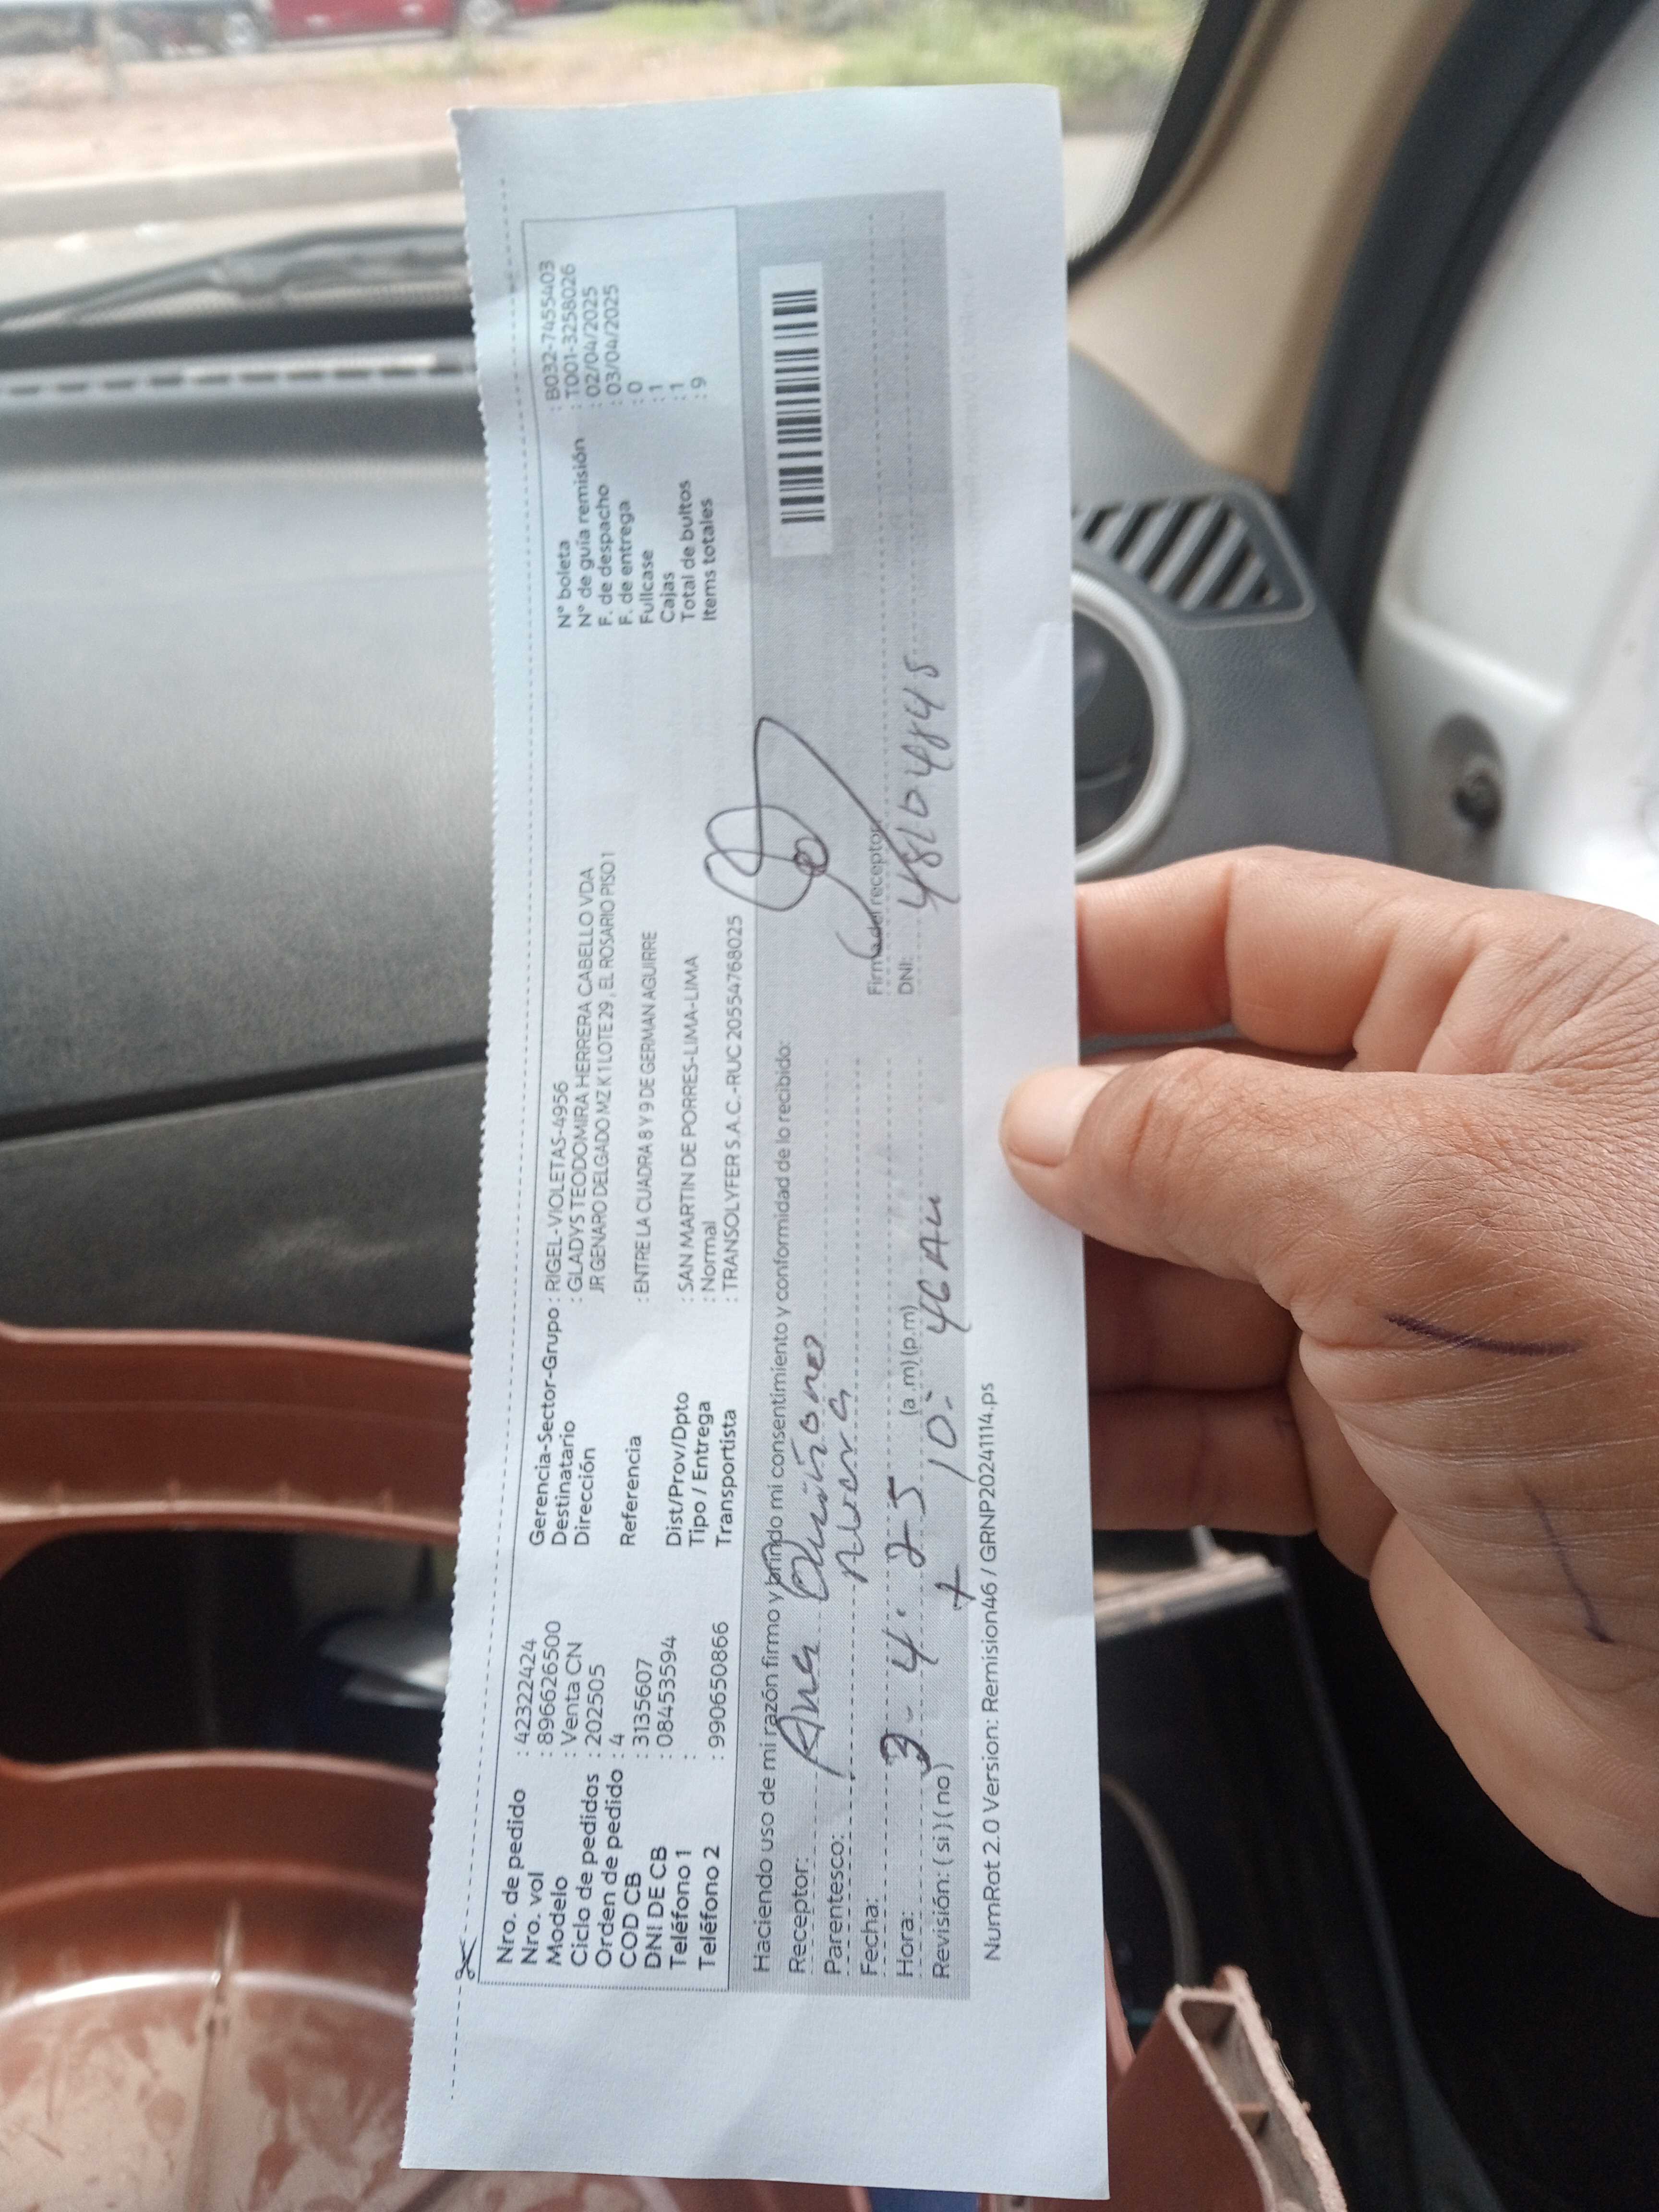 Nro. de pedido : 42322424
Nro. vol : 896626500
Modelo : Venta CN
Ciclo de pedidos : 202505
Orden de pedido : 4
COD CB : 3135607
DNI DE CB : 08453594
Teléfono 1 :
Teléfono 2 : 990650866
Gerencia-Sector-Grupo : RIGEL-VIOLETAS-4956
Destinatario : GLADYS TEODOMIRA HERRERA CABELLO VDA
Dirección JR GENARO DELGADO MZ K 1 LOTE 29 , EL ROSARIO PISO 1
Referencia : ENTRE LA CUADRA 8 Y 9 DE GERMAN AGUIRRE
Dist/Prov/Dpto : SAN MARTIN DE PORRES-LIMA-LIMA
Tipo / Entrega : Normal
Transportista : TRANSOLYFER S.A.C.-RUC 20554768025
N° boleta : B032-7455403
N° de guía remisión : T001-3258026
F. de despacho : 02/04/2025
F. de entrega : 03/04/2025
Fullcase : 0
Cajas : 1
Total de bultos : 1
Items totales : 9
Haciendo uso de mi razón firmo y brindo mi consentimiento y conformidad de lo recibido:
Receptor: Ana Quiñones
Parentesco: Nuera
Fecha: 3. 4. 25
Hora: (a.m) (p.m) 10: 46 AM
Revisión: ( si ) ( no )
Firma del receptor
DNI:
NumRot 2.0 Version: Remision46 / GRNP20241114.ps